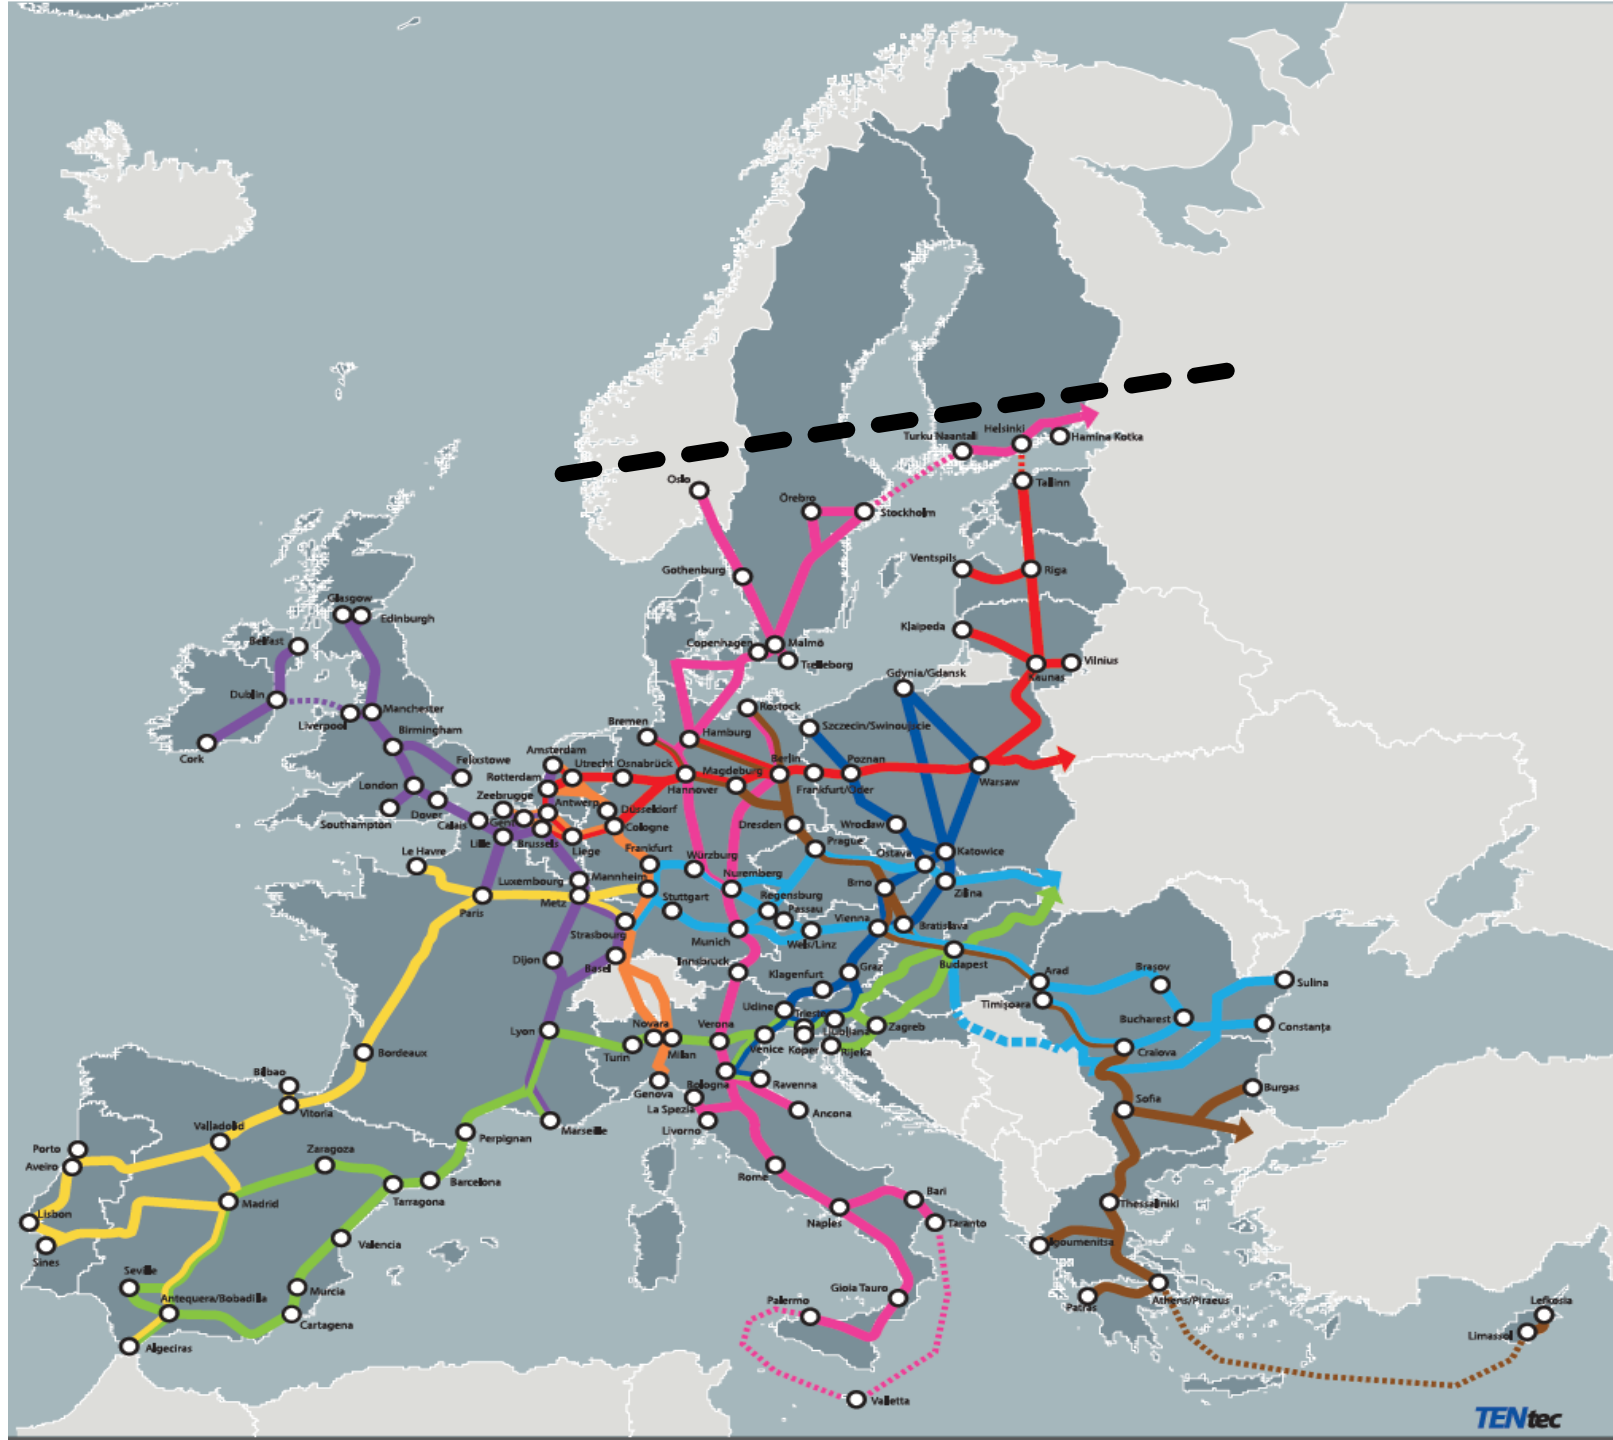 Turku Naantali
Helsinki
Hamina Kotka
Oslo
Tallinn
Örebro
Stockholm
Ventspils
Riga
Gothenburg
Glasgow
Edinburgh
Klaipeda
Belfast
Copenhagen
Malmö
Trelleborg
Vilnius
Kaunas
Gdynia/Gdansk
Dublin
Liverpool
Manchester
Rostock
Bremen
Hamburg
Szczecin/Swinoujscie
Birmingham
Cork
Felixstowe
Amsterdam
Utrecht
Osnabrück
Berlin
Poznan
Rotterdam
Magdeburg
Warsaw
London
Hannover
Frankfurt/Oder
Zeebrugge
Antwerp
Düsseldorf
Southampton
Dover
Calais
Gent
Cologne
Dresden
Wroclaw
Lille
Brussels
Liege
Prague
Le Havre
Frankfurt
Würzburg
Ostava
Katowice
Luxembourg
Mannheim
Nuremberg
Brno
Zilina
Paris
Metz
Stuttgart
Regensburg
Passau
Vienna
Bratislava
Strasbourg
Munich
Wels/Linz
Dijon
Basel
Innsbruck
Klagenfurt
Graz
Budapest
Arad
Braşov
Sulina
Timişoara
Udine
Trieste
Bucharest
Constanţa
Lyon
Novara
Verona
Ljubljana
Zagreb
Turin
Milan
Venice
Koper
Rijeka
Craiova
Bordeaux
Bilbao
Genova
Bologna
Ravenna
Burgas
Vitoria
La Spezia
Ancona
Sofia
Valladolid
Marseille
Livorno
Porto
Zaragoza
Perpignan
Aveiro
Rome
Barcelona
Madrid
Tarragona
Bari
Thessaliniki
Lisbon
Naples
Taranto
Valencia
Igoumenitsa
Sines
Seville
Murcia
Gioia Tauro
Antequera/Bobadilla
Palermo
Patras
Athens/Piraeus
Lefkosia
Cartagena
Limassol
Algeciras
Valletta
TENtec